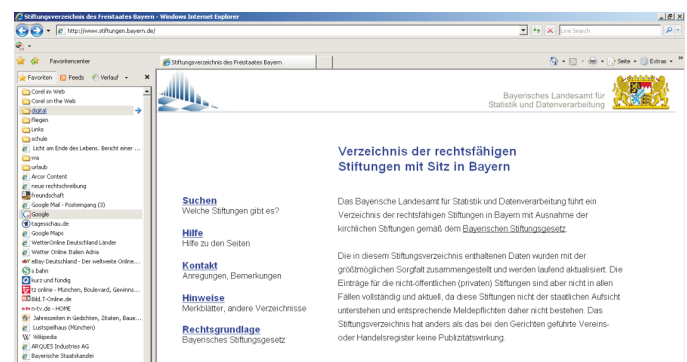 Stiftungsverzeichnis des Freistaates Bayern - Windows Internet Explorer
http://www.stiftungen.bayern.de/
Live Search
Favoritencenter
Stiftungsverzeichnis des Freistaates Bayern
Seite
Extras
Favoriten
Feeds
Verlauf
Corel im Web
Corel on the Web
digital
fliegen
Links
schule
Licht am Ende des Lebens. Bericht einer ...
wa
urlaub
Arcor Content
neue rechtschreibung
freundschaft
Google Mail - Posteingang (3)
Google
tagesschau.de
Google Maps
WetterOnline Deutschland Länder
Wetter Online Italien Adria
eBay Deutschland - Der weltweite Online...
s bahn
kurz und fündig
tz online - München, Boulevard, Gewinns...
Bild.T-Online.de
n-tv.de - HOME
Jahreszeiten in Gedichten, Zitaten, Baue...
Lustspielhaus (München)
Wikipedia
ARQUES Industries AG
Bayerische Staatskanzlei
Bayerisches Landesamt für
Statistik und Datenverarbeitung
Verzeichnis der rechtsfähigen
Stiftungen mit Sitz in Bayern
Suchen
Welche Stiftungen gibt es?
Hilfe
Hilfe zu den Seiten
Kontakt
Anregungen, Bemerkungen
Hinweise
Merkblätter, andere Verzeichnisse
Rechtsgrundlage
Bayerisches Stiftungsgesetz
Das Bayerische Landesamt für Statistik und Datenverarbeitung führt ein
Verzeichnis der rechtsfähigen Stiftungen in Bayern mit Ausnahme der
kirchlichen Stiftungen gemäß dem Bayerischen Stiftungsgesetz.
Die in diesem Stiftungsverzeichnis enthaltenen Daten wurden mit der
größtmöglichen Sorgfalt zusammengestellt und werden laufend aktualisiert. Die
Einträge für die nicht-öffentlichen (privaten) Stiftungen sind aber nicht in allen
Fällen vollständig und aktuell, da diese Stiftungen nicht der staatlichen Aufsicht
unterstehen und entsprechende Meldepflichten daher nicht bestehen. Das
Stiftungsverzeichnis hat anders als das bei den Gerichten geführte Vereins-
oder Handelsregister keine Publizitätswirkung.